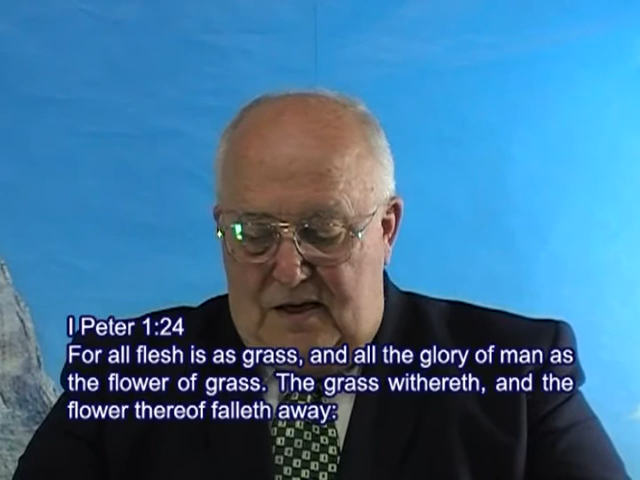 I Peter 1:24
For all flesh is as grass, and all the glory of man as
the flower of grass. The grass withereth, and the
flower thereof falleth away: